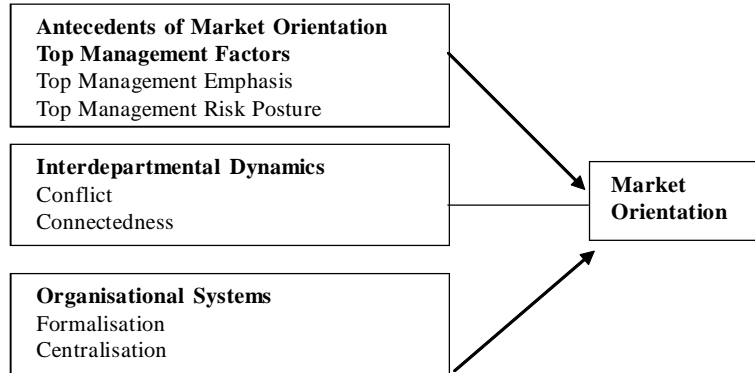 Antecedents of Market Orientation
Top Management Factors
Top Management Emphasis
Top Management Risk Posture
Interdepartmental Dynamics
Conflict
Connectedness
Market
Orientation
Organisational Systems
Formalisation
Centralisation